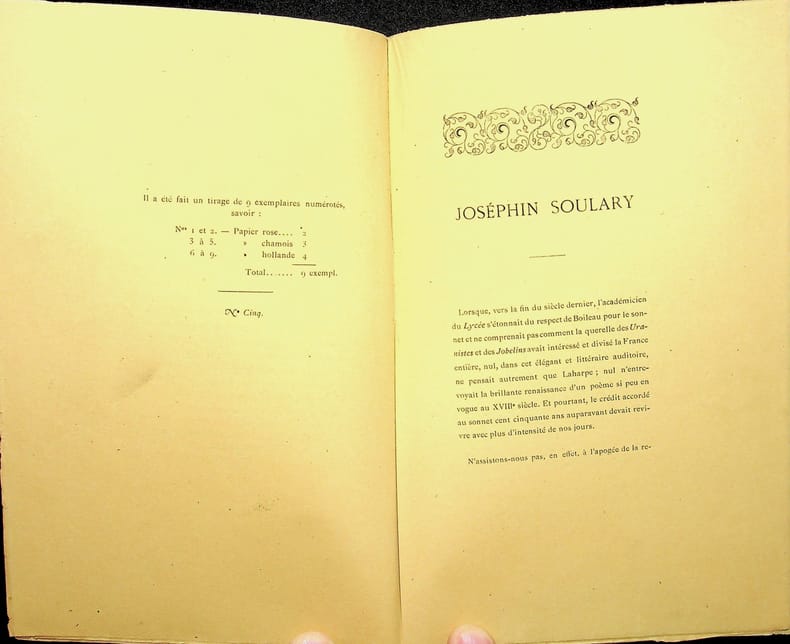 Il a été fait un tirage de 9 exemplaires numérotés,
savoir :
Nos 1 et 2. — Papier rose.... 2
3 à 5. » chamois 3
6 à 9. » hollande 4
Total....... 9 exempl.
No Cinq.
JOSÉPHIN SOULARY
Lorsque, vers la fin du siècle dernier, l'académicien
du Lycée s'étonnait du respect de Boileau pour le son-
net et ne comprenait pas comment la querelle des Ura-
nistes et des Jobelins avait intéressé et divisé la France
entière, nul, dans cet élégant et littéraire auditoire,
ne pensait autrement que Laharpe ; nul n'entre-
voyait la brillante renaissance d'un poème si peu en
vogue au XVIIIe siècle. Et pourtant, le crédit accordé
au sonnet cent cinquante ans auparavant devait revi-
vre avec plus d'intensité de nos jours.
N'assistons-nous pas, en effet, à l'apogée de la re-